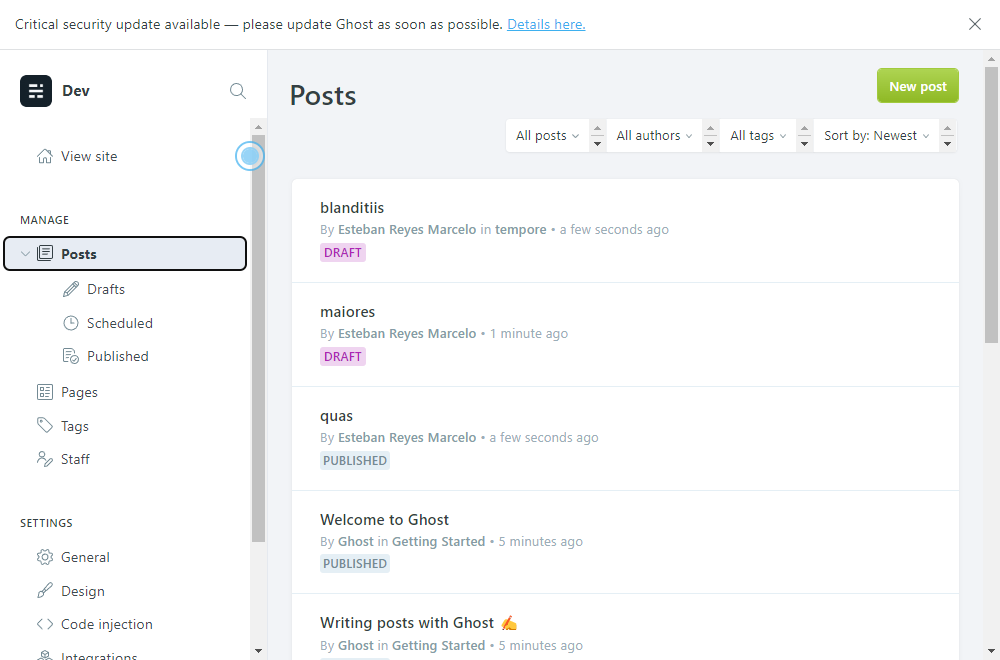 Critical security update available — please update Ghost as soon as possible. Details here.
Dev
View site
MANAGE
Posts
Drafts
Scheduled
Published
Pages
Tags
Staff
SETTINGS
General
Design
Code injection
Integrations
Posts
New post
All posts
All authors
All tags
Sort by: Newest
blanditiis
By Esteban Reyes Marcelo in tempore • a few seconds ago
DRAFT
maiores
By Esteban Reyes Marcelo • 1 minute ago
DRAFT
quas
By Esteban Reyes Marcelo • a few seconds ago
PUBLISHED
Welcome to Ghost
By Ghost in Getting Started • 5 minutes ago
PUBLISHED
Writing posts with Ghost ✍️
By Ghost in Getting Started • 5 minutes ago